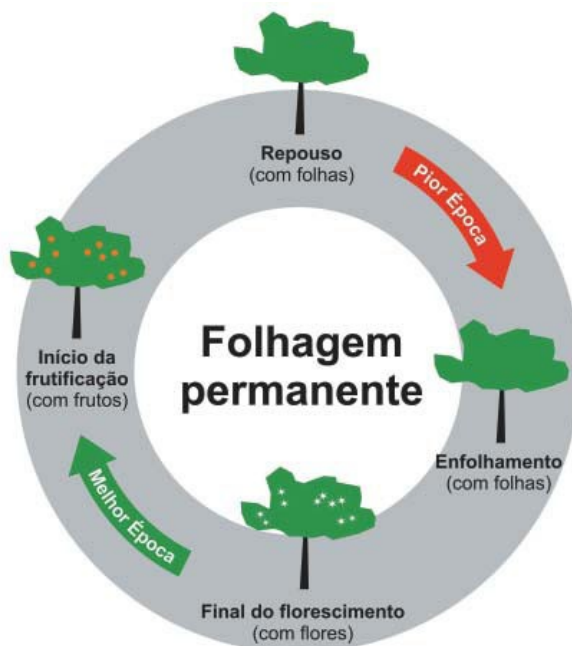 Repouso
(com folhas)
Pior Época
Folhagem
permanente
Início da
frutificação
(com frutos)
Enfolhamento
(com folhas)
Melhor Época
Final do florescimento
(com flores)